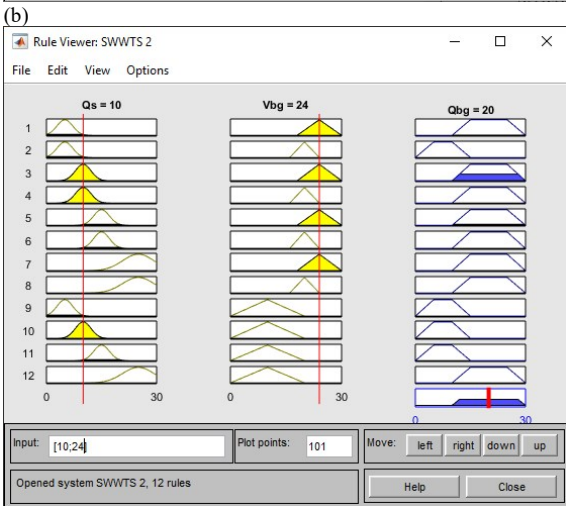 (b)
Rule Viewer: SWWTS 2
File Edit View Options
Qs = 10 Vbg = 24 Qbg = 20
1
2
3
4
5
6
7
8
9
10
11
12
0 30 0 30
0 30
Input: [10;24] Plot points: 101 Move: left right down up
Opened system SWWTS 2, 12 rules Help Close